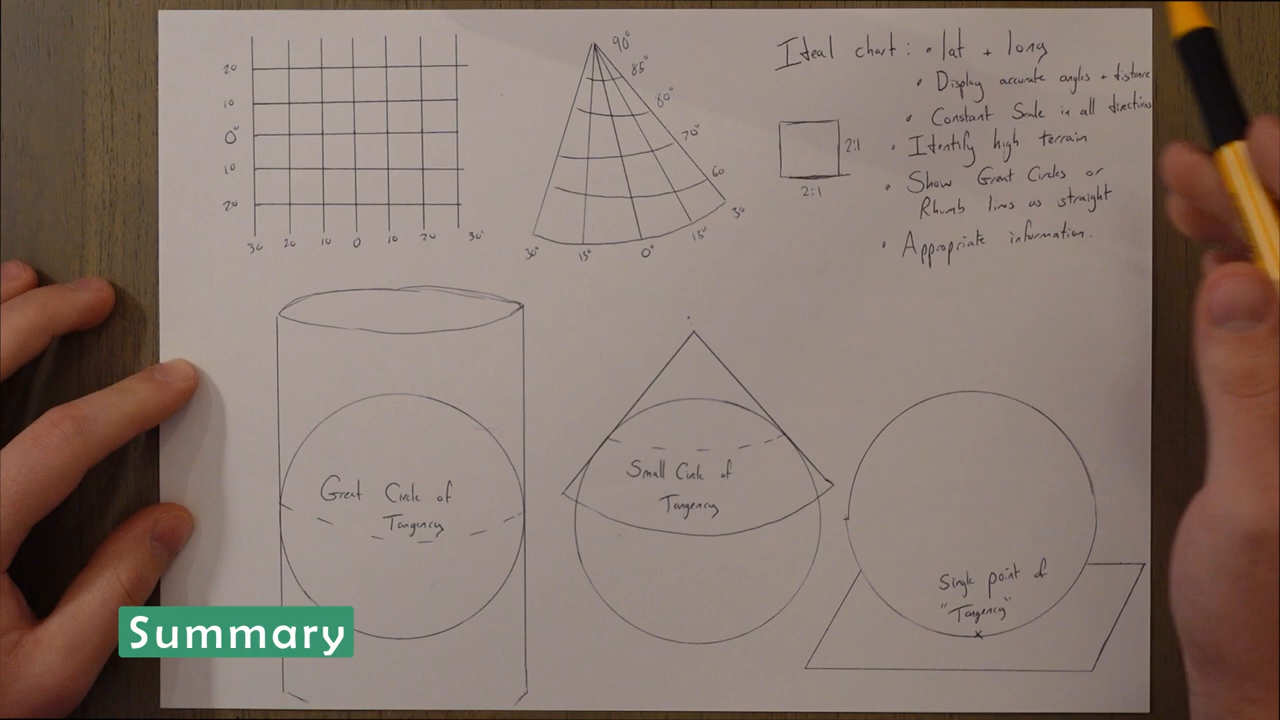 20
10
0°
10
20
30 20 10 0 10 20 30°
90°
85°
80°
70°
60
30
30° 15° 0° 15°
Ideal chart: • lat + long
• Display accurate angles + distance
• Constant Scale in all directions
• Identify high terrain
• Show Great Circles or
Rhumb lines as straight
• Appropriate information.
2:1
2:1
Great Circle of
Tangency
Small Circle of
Tangency
Single point of
"Tangency"
x
Summary